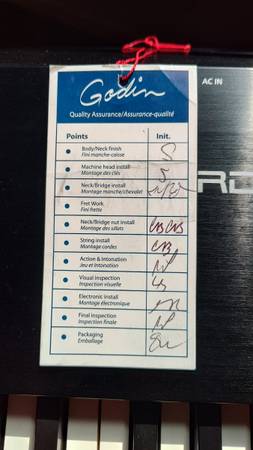 Godin
Quality Assurance/Assurance-qualité
AC IN
RD
Points Init.
Body/Neck finish
Fini manche-caisse
S
Machine head install
Montage des clés
S
Neck/Bridge install
Montage manche/chevalet
Fret Work
Fini frette
Neck/Bridge nut install
Montage des sillets
String install
Montage cordes
Action & Intonation
Jeu et Intonation
Visual inspection
Inspection visuelle
Electronic install
Montage électronique
Final inspection
Inspection finale
Packaging
Emballage